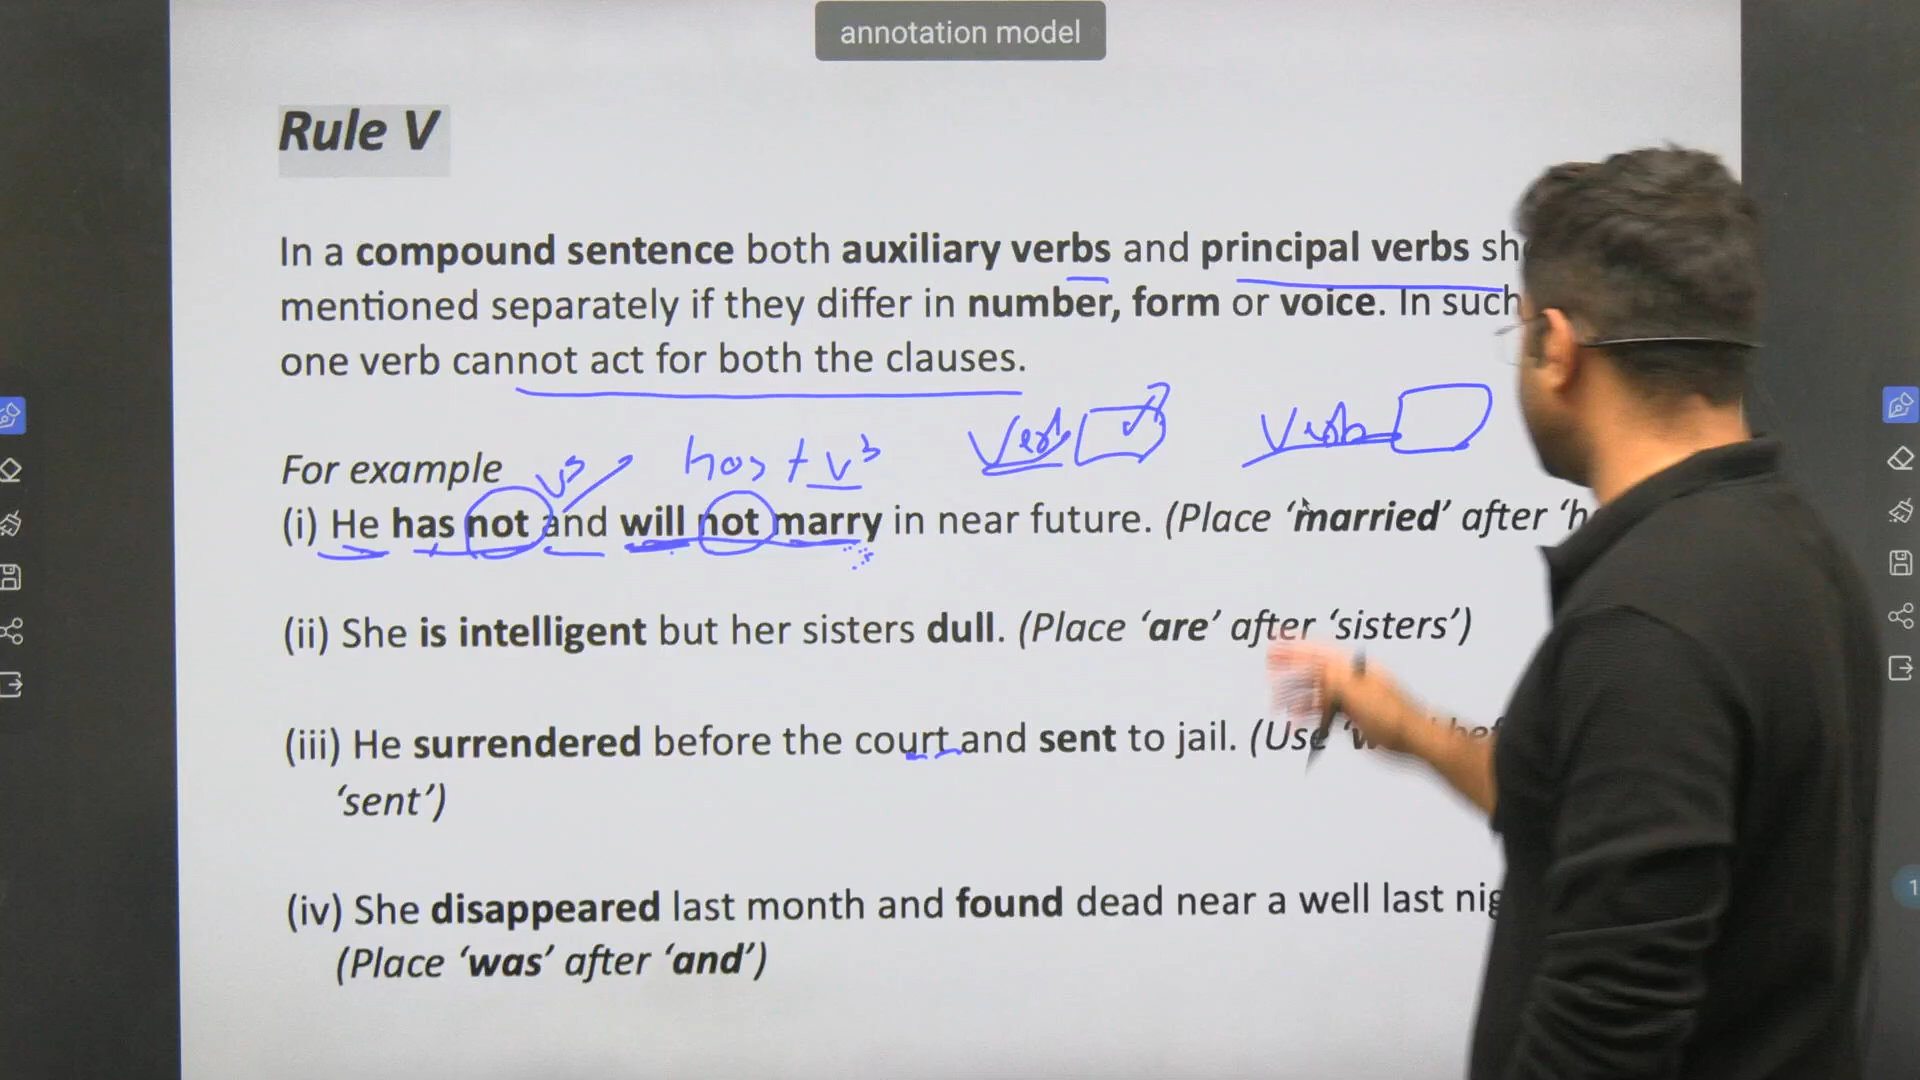 annotation model
Rule V
In a compound sentence both auxiliary verbs and principal verbs
mentioned separately if they differ in number, form or voice. In such
one verb cannot act for both the clauses.
Verb Verb
has + v³
For example
v³
(i) He has not and will not marry in near future. (Place ‘married’ after
(ii) She is intelligent but her sisters dull. (Place ‘are’ after ‘sisters’)
(iii) He surrendered before the court and sent to jail. (Use
‘sent’)
(iv) She disappeared last month and found dead near a well last
(Place ‘was’ after ‘and’)
1